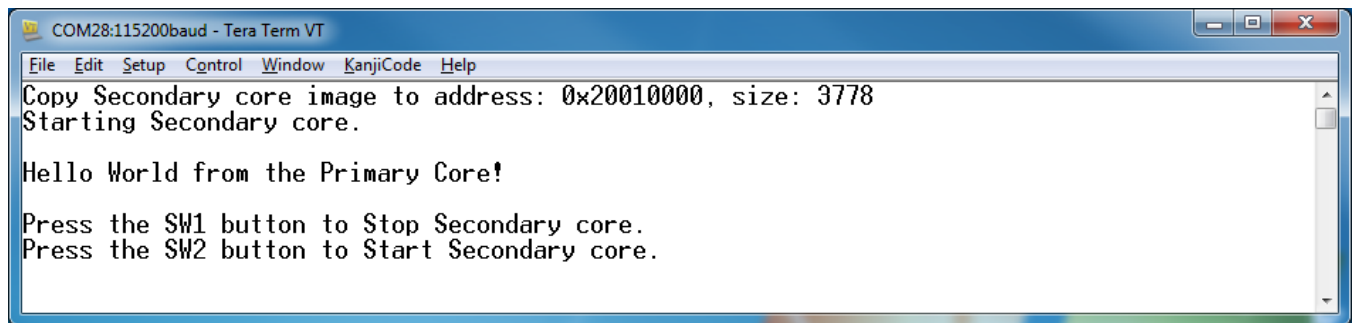 COM28:115200baud - Tera Term VT
File Edit Setup Control Window KanjiCode Help
Copy Secondary core image to address: 0x20010000, size: 3778
Starting Secondary core.
Hello World from the Primary Core!
Press the SW1 button to Stop Secondary core.
Press the SW2 button to Start Secondary core.